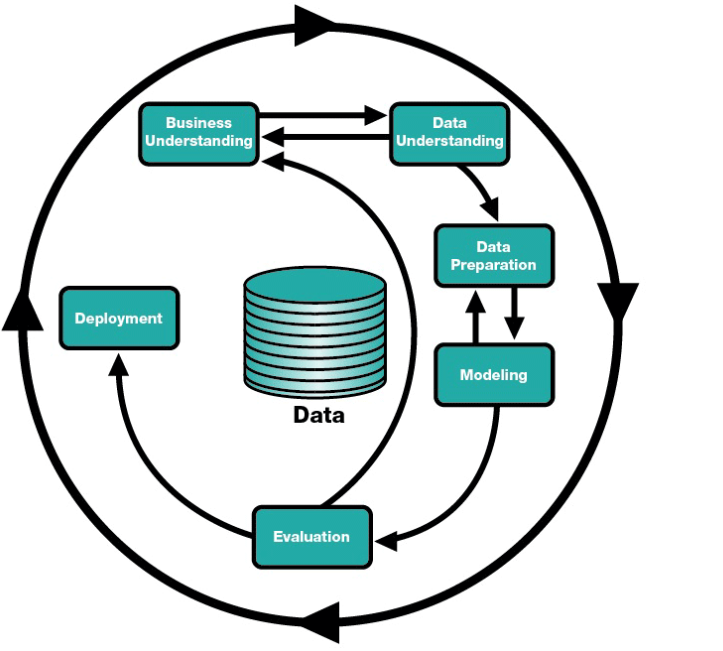 Business
Understanding
Data
Understanding
Data
Preparation
Deployment
Modeling
Data
Evaluation